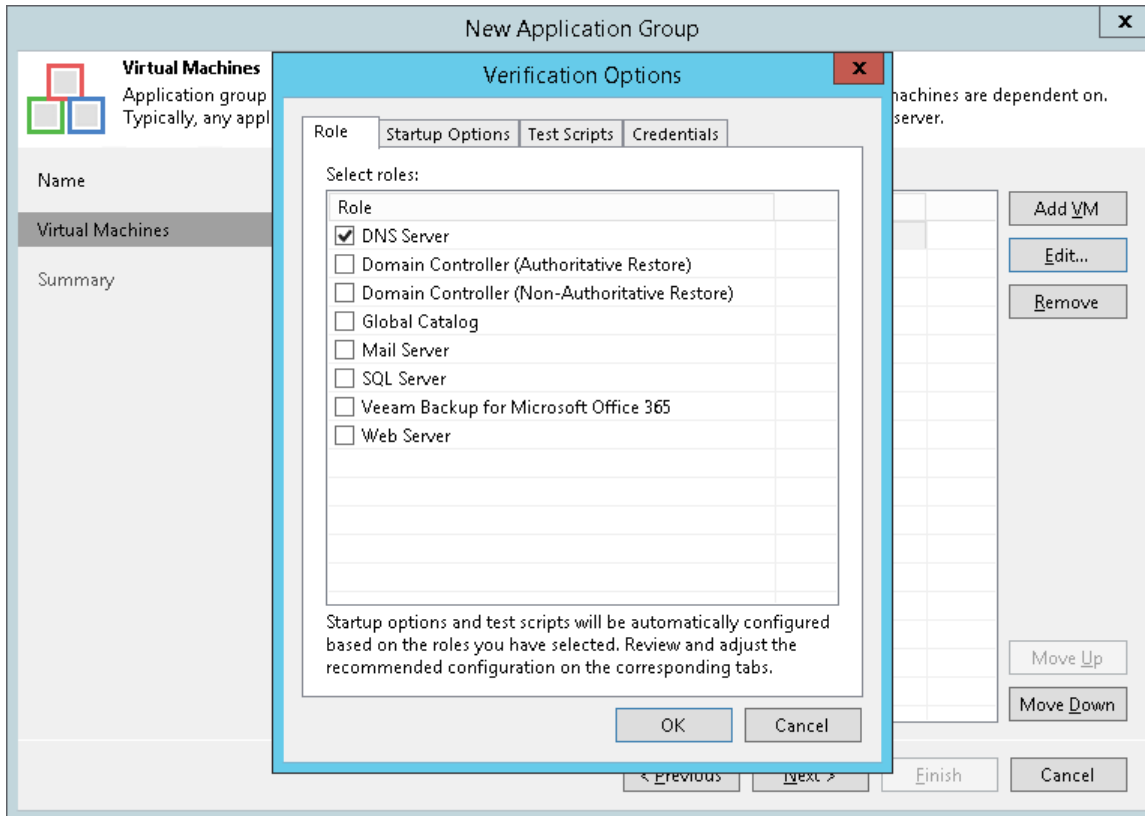 New Application Group
x
Virtual Machines
Application group
machines are dependent on.
Typically, any appl
server.
Name
Virtual Machines
Summary
Verification Options
x
Role
Startup Options
Test Scripts
Credentials
Select roles:
Role
DNS Server
Domain Controller (Authoritative Restore)
Domain Controller (Non-Authoritative Restore)
Global Catalog
Mail Server
SQL Server
Veeam Backup for Microsoft Office 365
Web Server
Startup options and test scripts will be automatically configured
based on the roles you have selected. Review and adjust the
recommended configuration on the corresponding tabs.
OK
Cancel
Add VM
Edit...
Remove
Move Up
Move Down
< Previous
Next >
Finish
Cancel